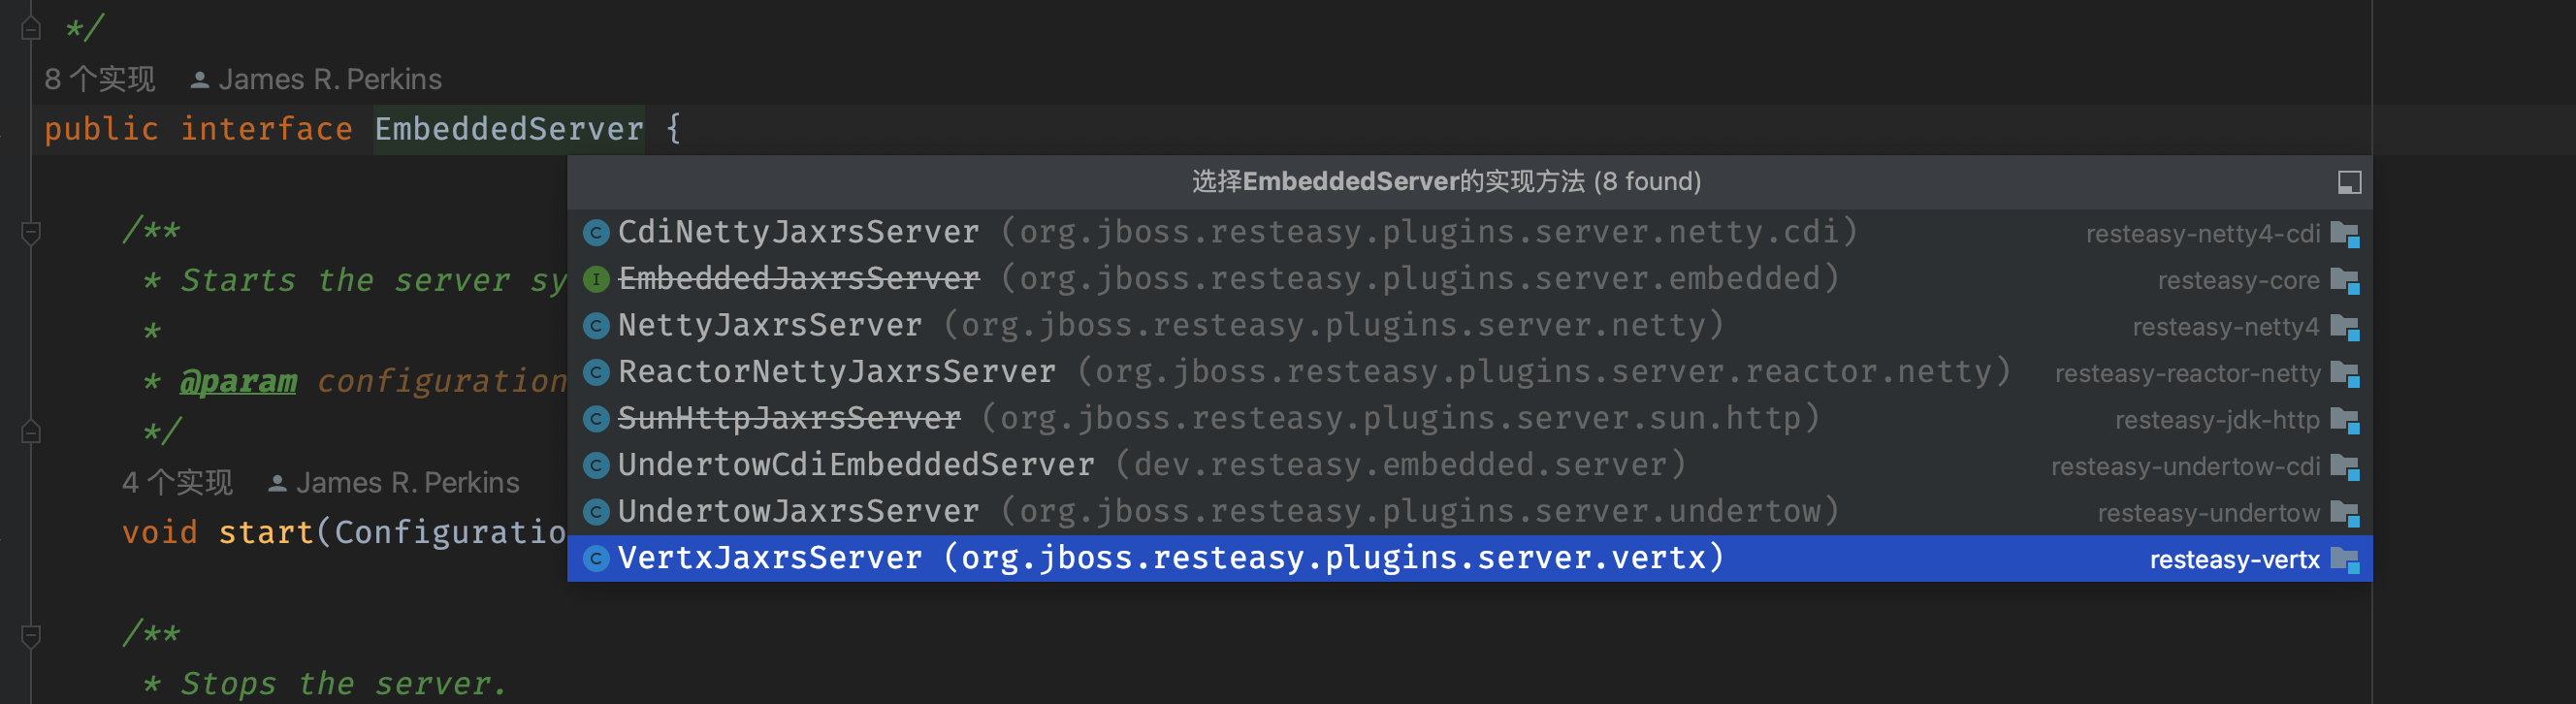 */
8 个实现 James R. Perkins
public interface EmbeddedServer {
选择EmbeddedServer的实现方法 (8 found)
CdiNettyJaxrsServer (org.jboss.resteasy.plugins.server.netty.cdi) resteasy-netty4-cdi
EmbeddedJaxrsServer (org.jboss.resteasy.plugins.server.embedded) resteasy-core
NettyJaxrsServer (org.jboss.resteasy.plugins.server.netty) resteasy-netty4
ReactorNettyJaxrsServer (org.jboss.resteasy.plugins.server.reactor.netty) resteasy-reactor-netty
SunHttpJaxrsServer (org.jboss.resteasy.plugins.server.sun.http) resteasy-jdk-http
UndertowCdiEmbeddedServer (dev.resteasy.embedded.server) resteasy-undertow-cdi
UndertowJaxrsServer (org.jboss.resteasy.plugins.server.undertow) resteasy-undertow
VertxJaxrsServer (org.jboss.resteasy.plugins.server.vertx) resteasy-vertx
/**
* Starts the server sy
*
* @param configuration
*/
4 个实现 James R. Perkins
void start(Configuratio
/**
* Stops the server.